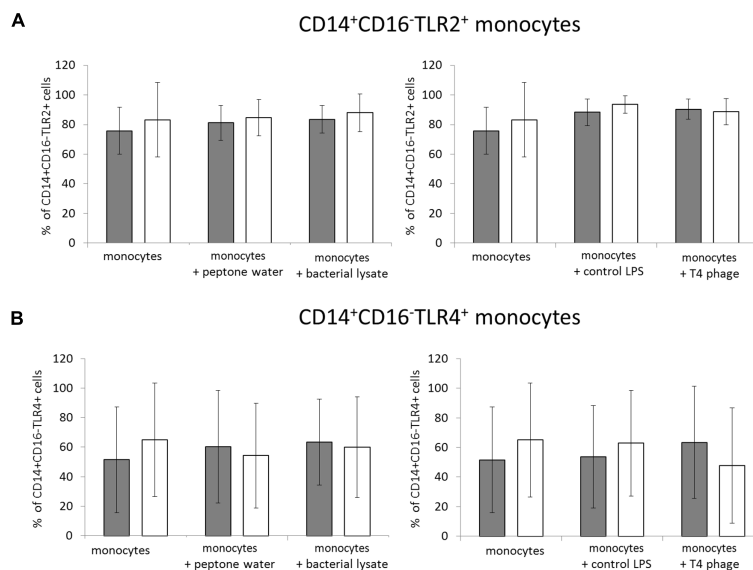 A
CD14⁺CD16⁻TLR2⁺ monocytes
% of CD14+CD16-TLR2+ cells
120
100
80
60
40
20
0
monocytes
monocytes
+ peptone water
monocytes
+ bacterial lysate
% of CD14+CD16-TLR2+ cells
120
100
80
60
40
20
0
monocytes
monocytes
+ control LPS
monocytes
+ T4 phage
B
CD14⁺CD16⁻TLR4⁺ monocytes
% of CD14+CD16-TLR4+ cells
120
100
80
60
40
20
0
monocytes
monocytes
+ peptone water
monocytes
+ bacterial lysate
% of CD14+CD16-TLR4+ cells
120
100
80
60
40
20
0
monocytes
monocytes
+ control LPS
monocytes
+ T4 phage